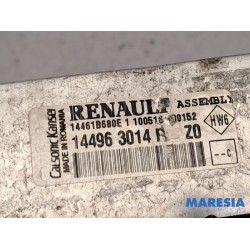 RENAULT ASSEMBLY
14461B680E 1 100518 00152
14496 3014 R Z0
HW6
--C
Calsonic Kansei
MADE IN ROMANIA
MARESIA